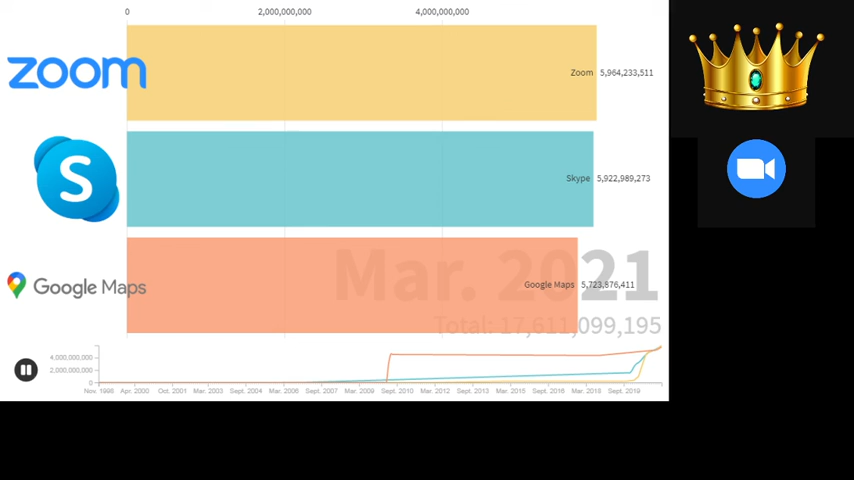 0 2,000,000,000 4,000,000,000
zoom
Zoom 5,964,233,511
S
Skype 5,922,989,273
Mar. 2021
Google Maps
Google Maps 5,723,876,411
Total: 17,611,099,195
4,000,000,000
2,000,000,000
0
Nov. 1998 Apr. 2000 Oct. 2001 Mar. 2003 Sept. 2004 Mar. 2006 Sept. 2007 Mar. 2009 Sept. 2010 Mar. 2012 Sept. 2013 Mar. 2015 Sept. 2016 Mar. 2018 Sept. 2019